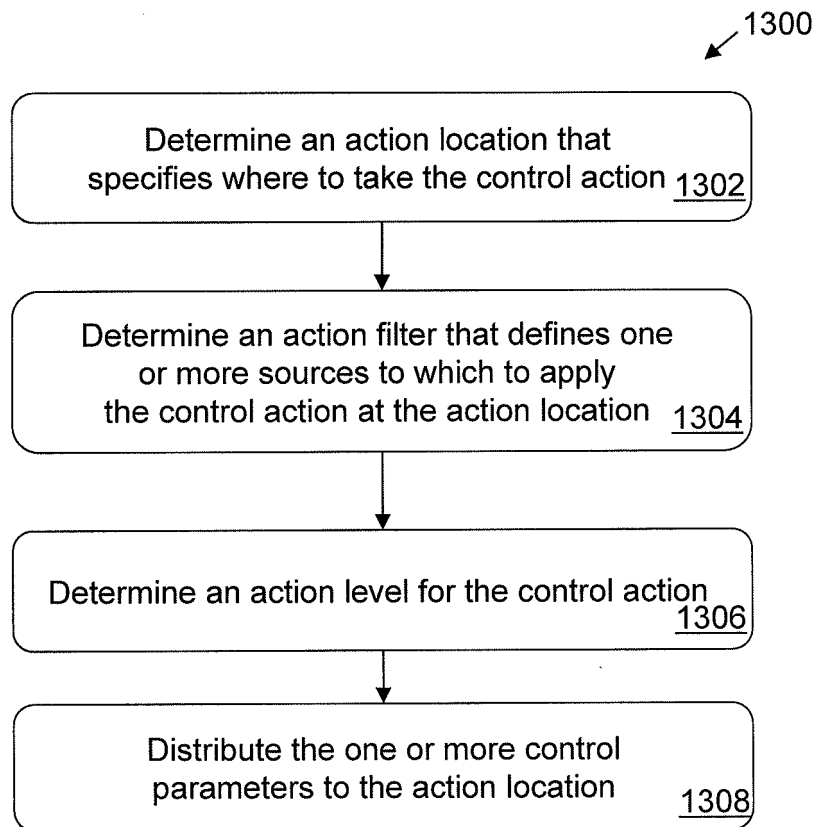 1300
Determine an action location that
specifies where to take the control action 1302
Determine an action filter that defines one
or more sources to which to apply
the control action at the action location 1304
Determine an action level for the control action
1306
Distribute the one or more control
parameters to the action location 1308